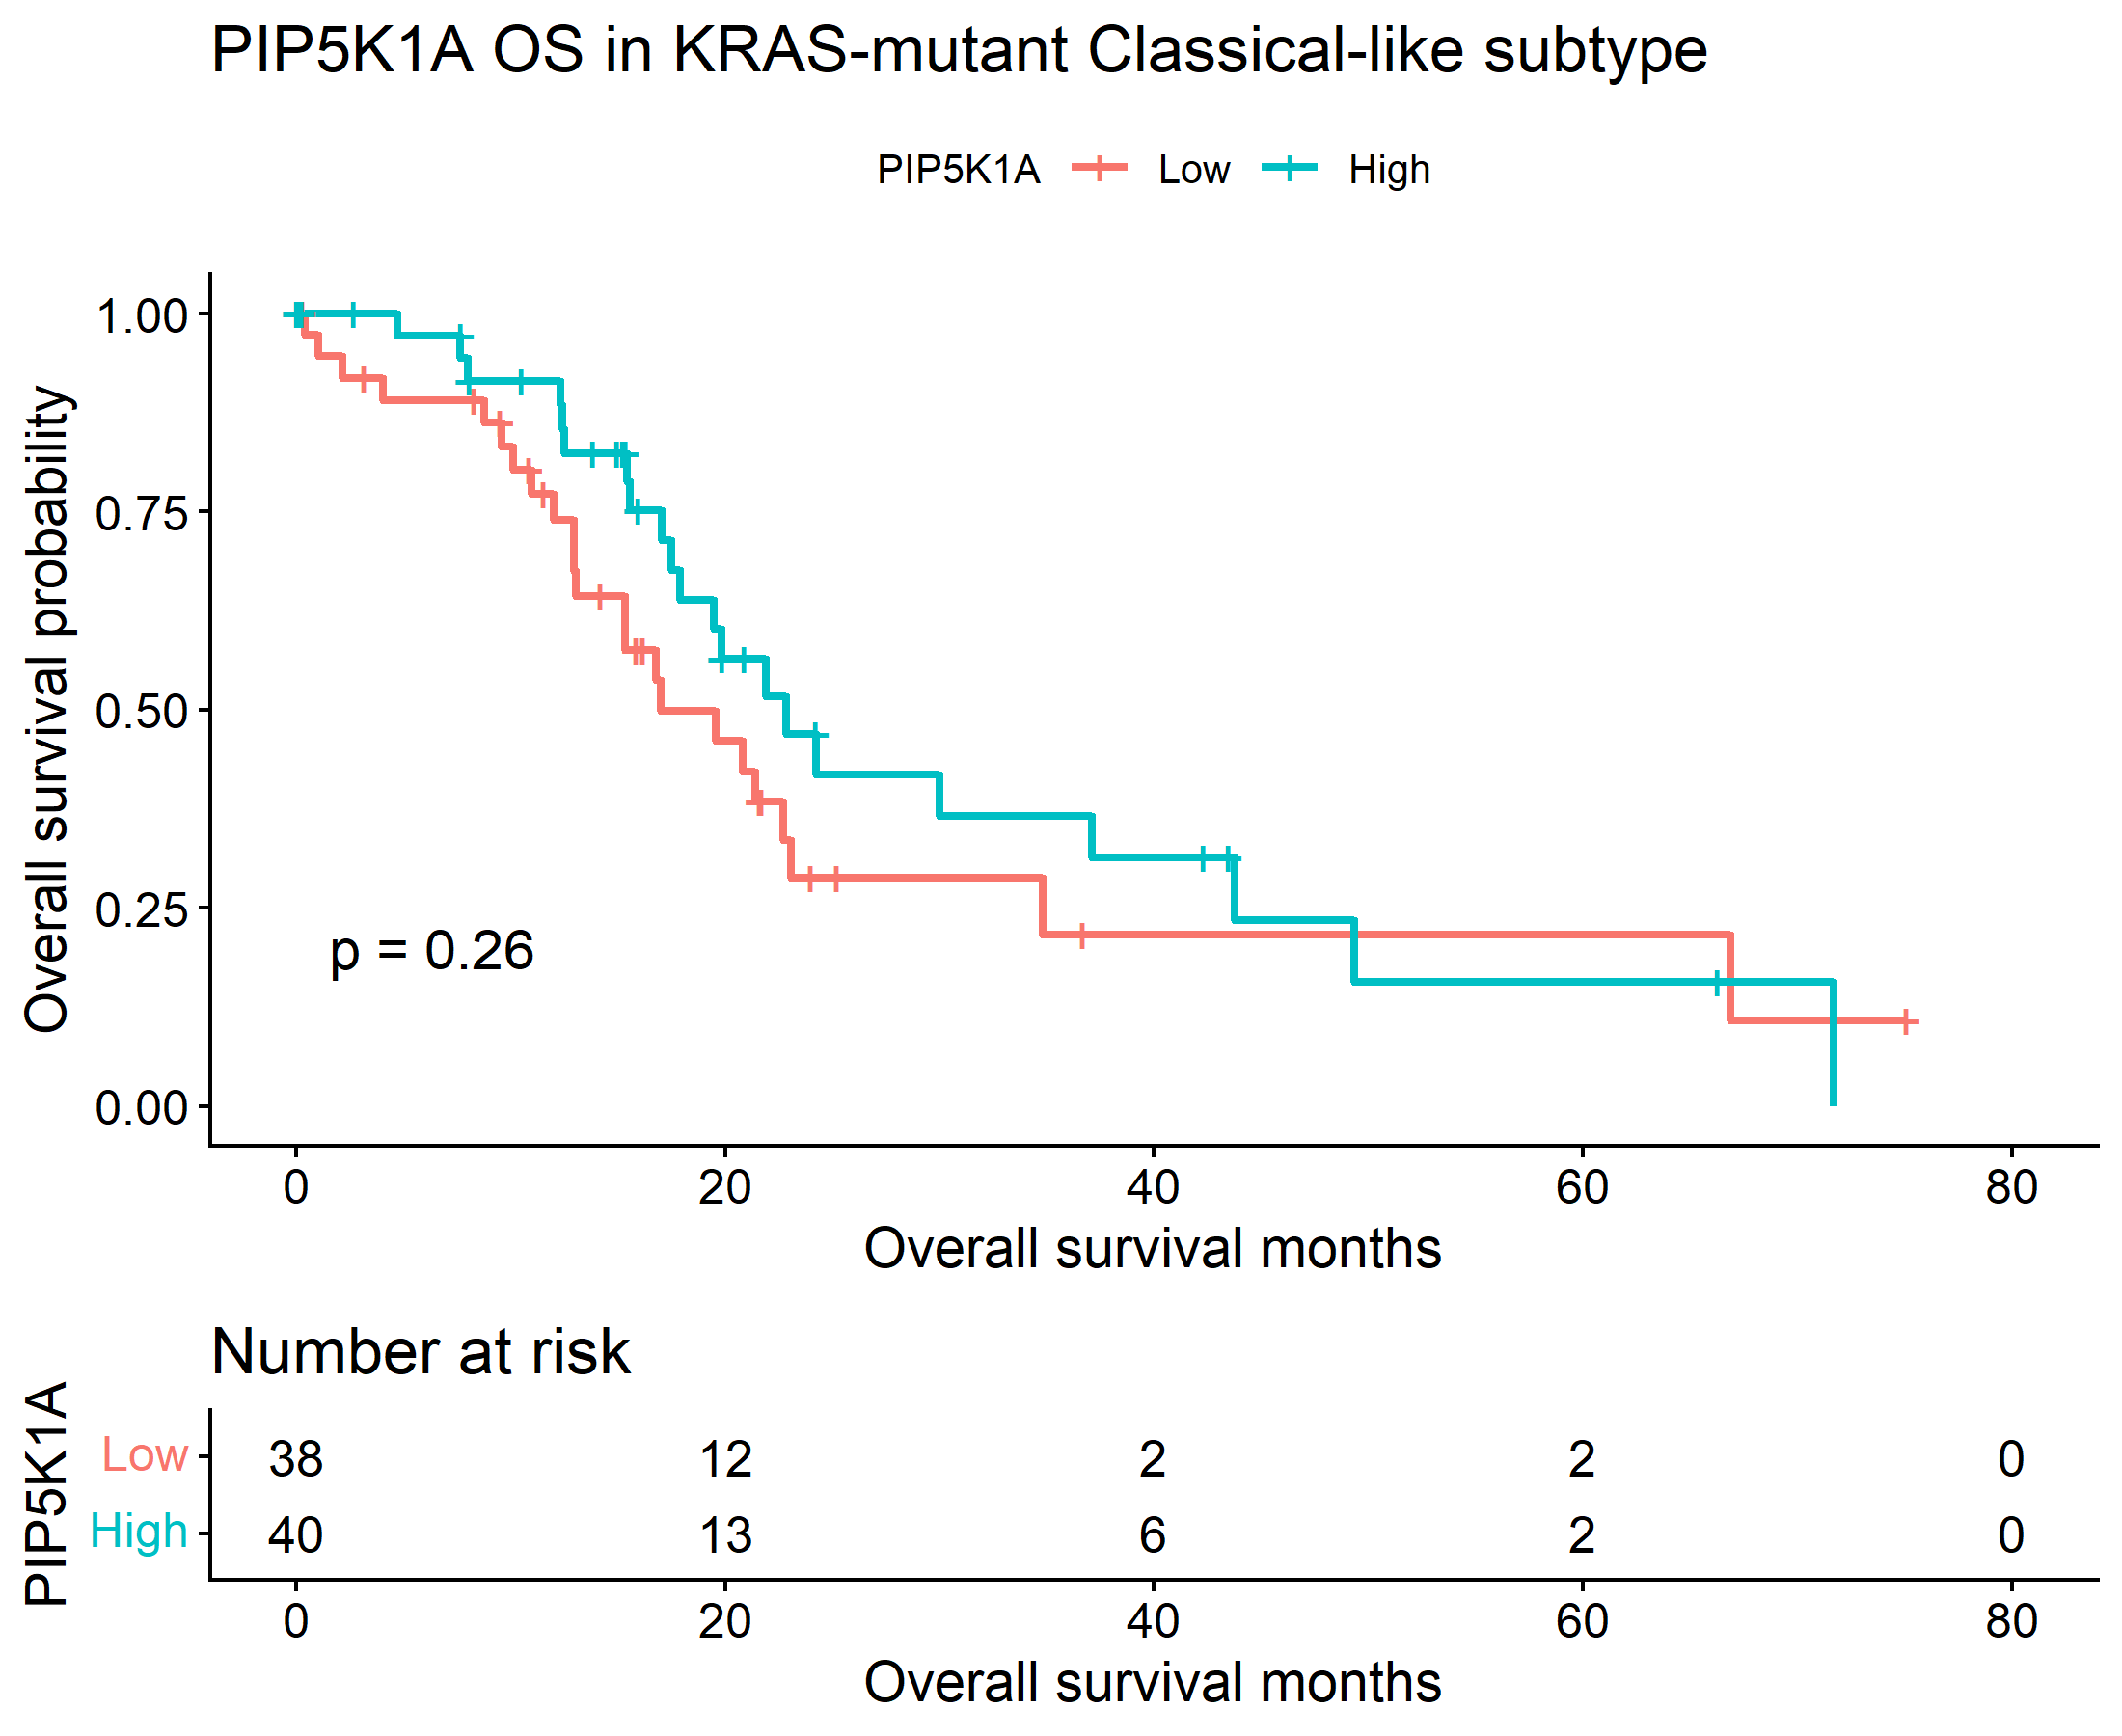 PIP5K1A OS in KRAS-mutant Classical-like subtype
PIP5K1A Low High
Overall survival probability
1.00
0.75
0.50
0.25
0.00
p = 0.26
0 20 40 60 80
Overall survival months
Number at risk
PIP5K1A
Low 38 12 2 2 0
High 40 13 6 2 0
0 20 40 60 80
Overall survival months